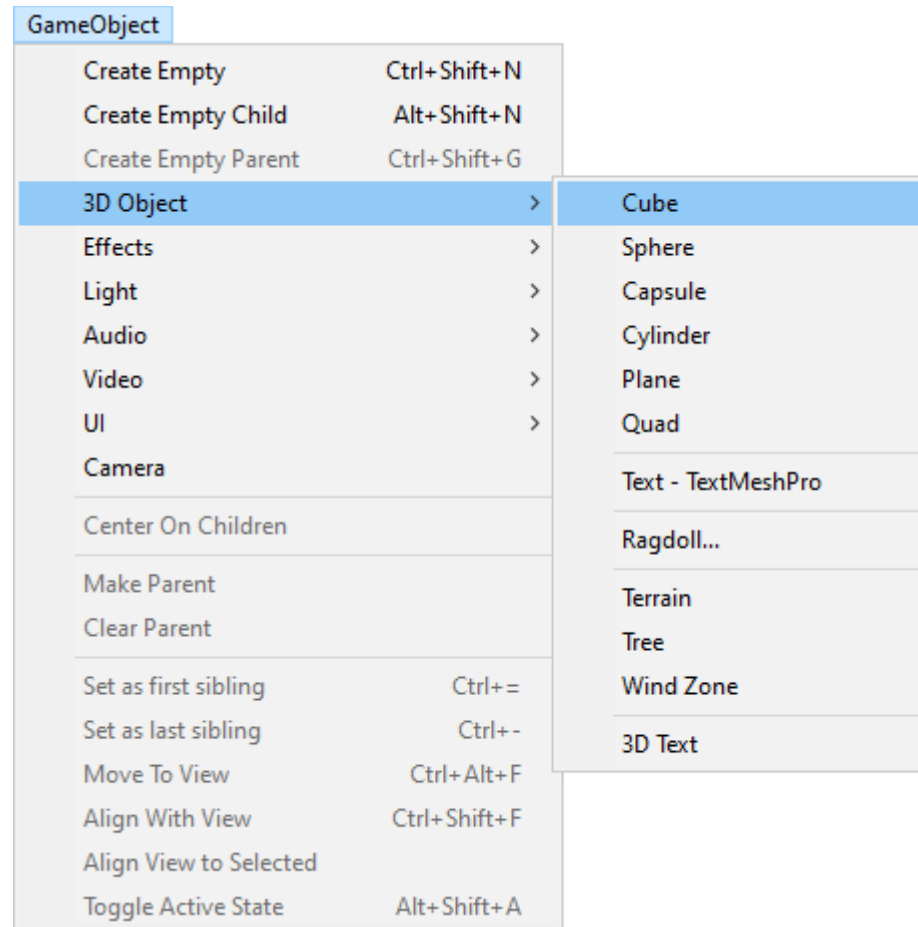 GameObject
Create Empty Ctrl+Shift+N
Create Empty Child Alt+Shift+N
Create Empty Parent Ctrl+Shift+G
3D Object >
Effects >
Light >
Audio >
Video >
UI >
Camera
Center On Children
Make Parent
Clear Parent
Set as first sibling Ctrl+=
Set as last sibling Ctrl+-
Move To View Ctrl+Alt+F
Align With View Ctrl+Shift+F
Align View to Selected
Toggle Active State Alt+Shift+A
Cube
Sphere
Capsule
Cylinder
Plane
Quad
Text - TextMeshPro
Ragdoll...
Terrain
Tree
Wind Zone
3D Text